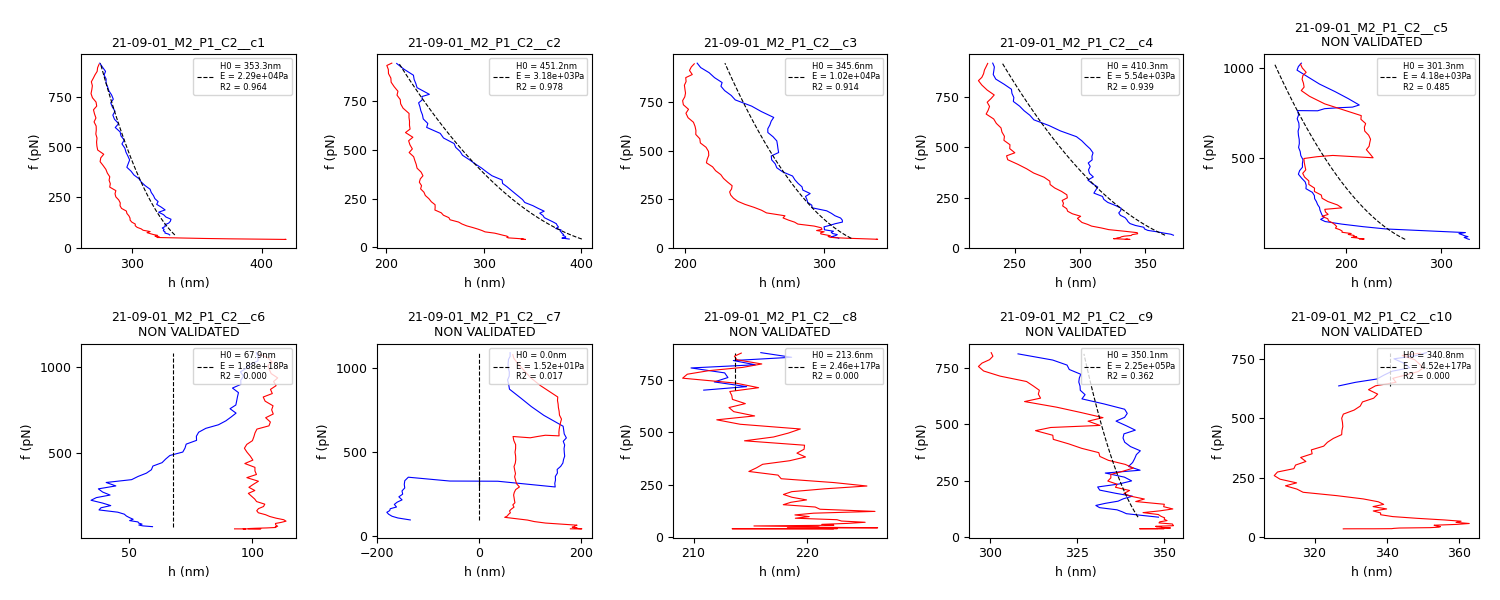 21-09-01_M2_P1_C2__c1
H0 = 353.3nm
E = 2.29e+04Pa
R2 = 0.964
f (pN)
750
500
250
0
300
400
h (nm)
21-09-01_M2_P1_C2__c2
H0 = 451.2nm
E = 3.18e+03Pa
R2 = 0.978
f (pN)
750
500
250
0
200
300
400
h (nm)
21-09-01_M2_P1_C2__c3
H0 = 345.6nm
E = 1.02e+04Pa
R2 = 0.914
f (pN)
750
500
250
0
200
300
h (nm)
21-09-01_M2_P1_C2__c4
H0 = 410.3nm
E = 5.54e+03Pa
R2 = 0.939
f (pN)
750
500
250
0
250
300
350
h (nm)
21-09-01_M2_P1_C2__c5
NON VALIDATED
H0 = 301.3nm
E = 4.18e+03Pa
R2 = 0.485
f (pN)
1000
500
200
300
h (nm)
21-09-01_M2_P1_C2__c6
NON VALIDATED
H0 = 67.9nm
E = 1.88e+18Pa
R2 = 0.000
f (pN)
1000
500
50
100
h (nm)
21-09-01_M2_P1_C2__c7
NON VALIDATED
H0 = 0.0nm
E = 1.52e+01Pa
R2 = 0.017
f (pN)
1000
500
0
−200
0
200
h (nm)
21-09-01_M2_P1_C2__c8
NON VALIDATED
H0 = 213.6nm
E = 2.46e+17Pa
R2 = 0.000
f (pN)
750
500
250
0
210
220
h (nm)
21-09-01_M2_P1_C2__c9
NON VALIDATED
H0 = 350.1nm
E = 2.25e+05Pa
R2 = 0.362
f (pN)
750
500
250
0
300
325
350
h (nm)
21-09-01_M2_P1_C2__c10
NON VALIDATED
H0 = 340.8nm
E = 4.52e+17Pa
R2 = 0.000
f (pN)
750
500
250
0
320
340
360
h (nm)